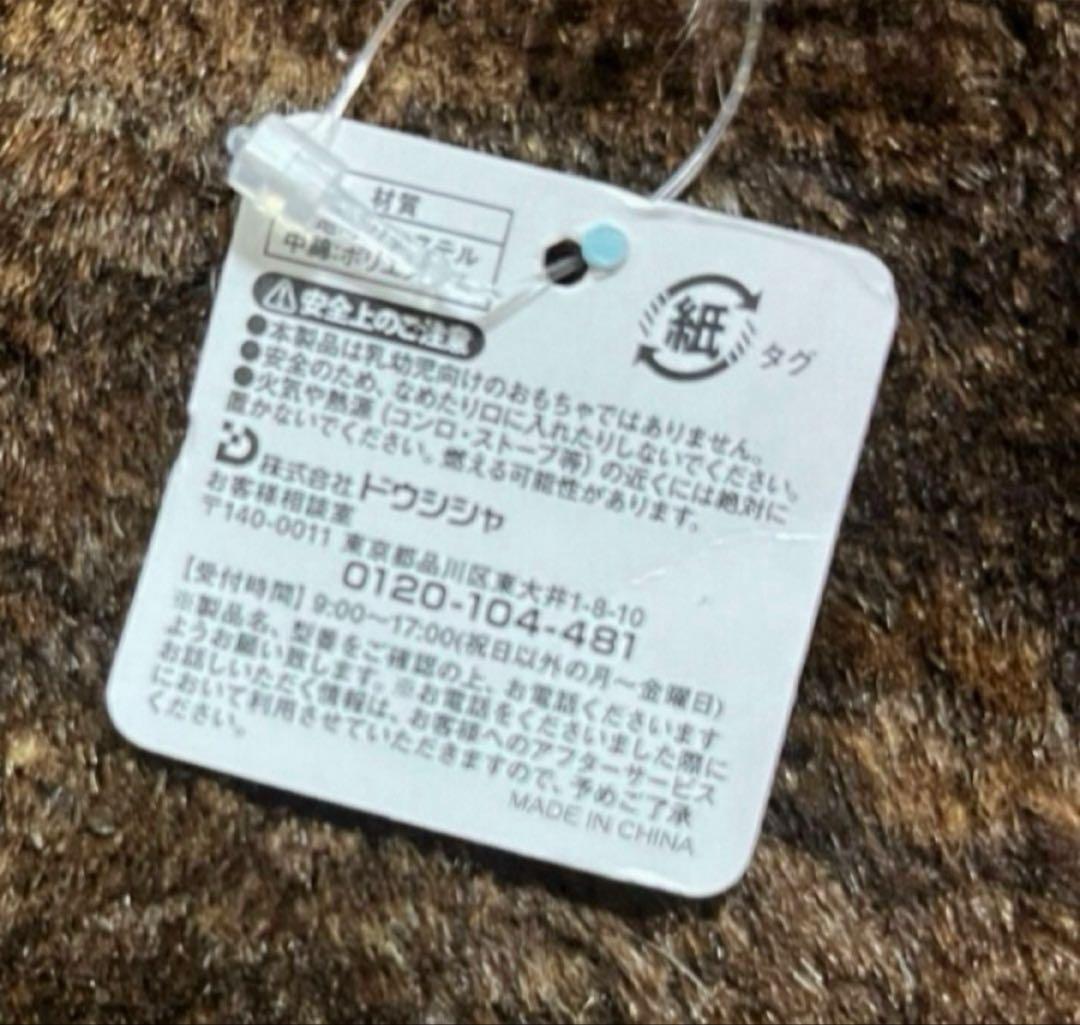 材質
ステル
中綿:ポリエ
安全上のご注意
●本製品は乳幼児向けのおもちゃではありません。
●安全のため、なめたり口に入れたりしないでください。
●火気や熱源(コンロ・ストーブ等)の近くには絶対に
置かないでください。燃える可能性があります。
紙 タグ
株式会社ドウシシャ
お客様相談室
〒140-0011 東京都品川区東大井1-8-10
0120-104-481
[受付時間] 9:00〜17:00(祝日以外の月〜金曜日)
※製品名、型番をご確認の上、お電話くださいます
ようお願い致します。※お電話をくださいました際に
お話しいただく情報は、お客様へのアフターサービス
において利用させていただきますので、予めご了承
ください。
MADE IN CHINA